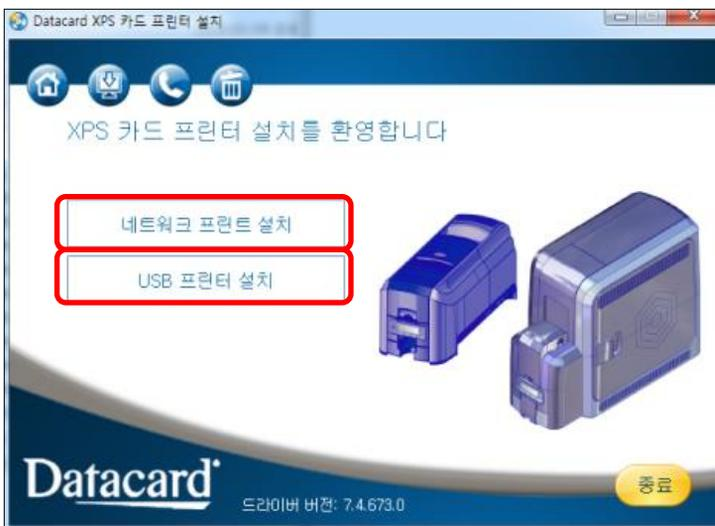 Datacard XPS 카드 프린터 설치
XPS 카드 프린터 설치를 환영합니다
네트워크 프린트 설치
USB 프린터 설치
Datacard
드라이버 버전: 7.4.673.0
종료